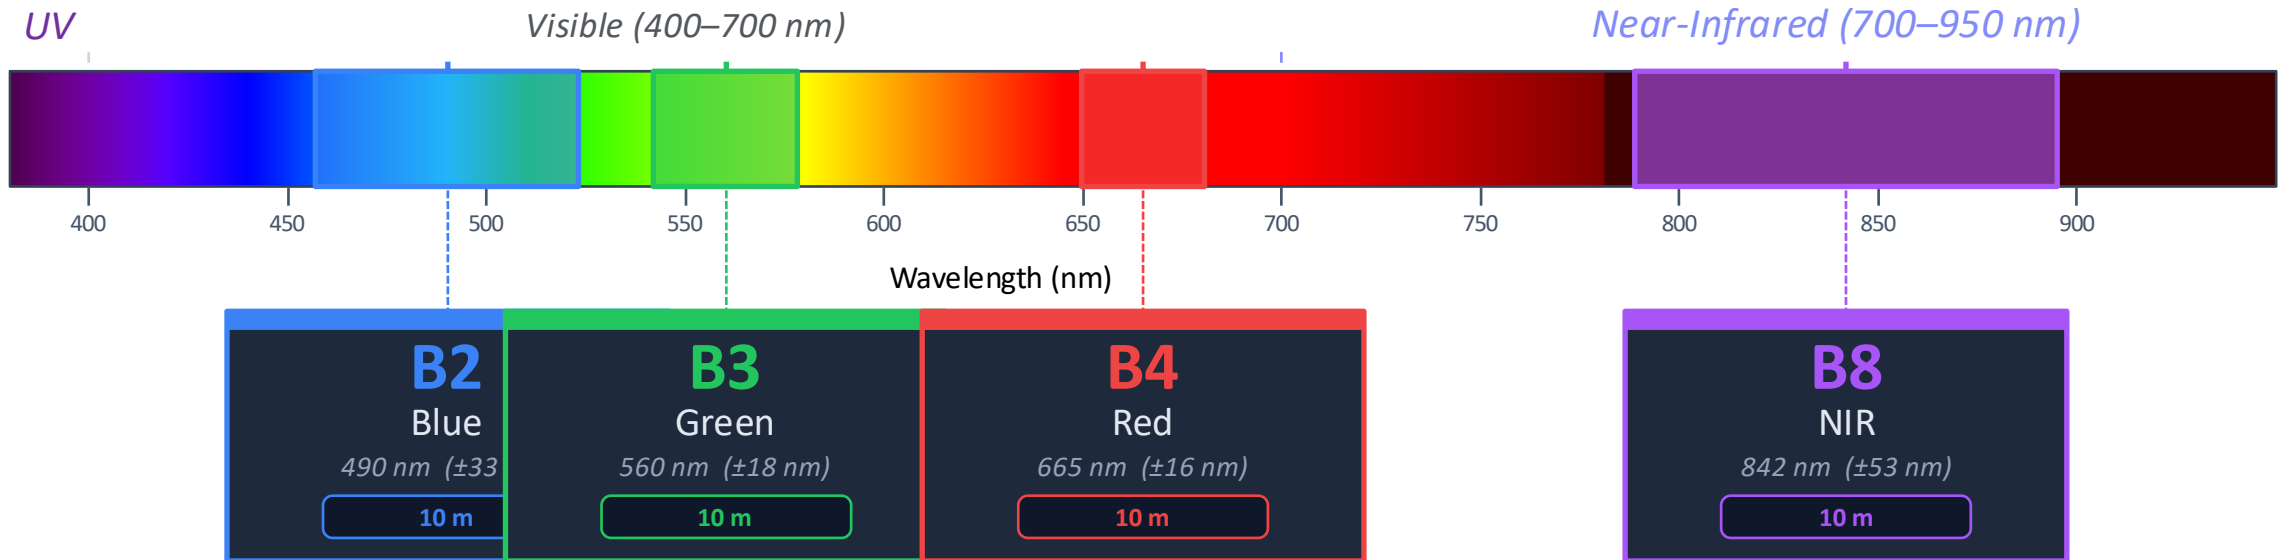 UV
Visible (400–700 nm)
Near-Infrared (700–950 nm)
400 450 500 550 600 650 700 750 800 850 900
Wavelength (nm)
B2
Blue
490 nm (±33
10 m
B3
Green
560 nm (±18 nm)
10 m
B4
Red
665 nm (±16 nm)
10 m
B8
NIR
842 nm (±53 nm)
10 m